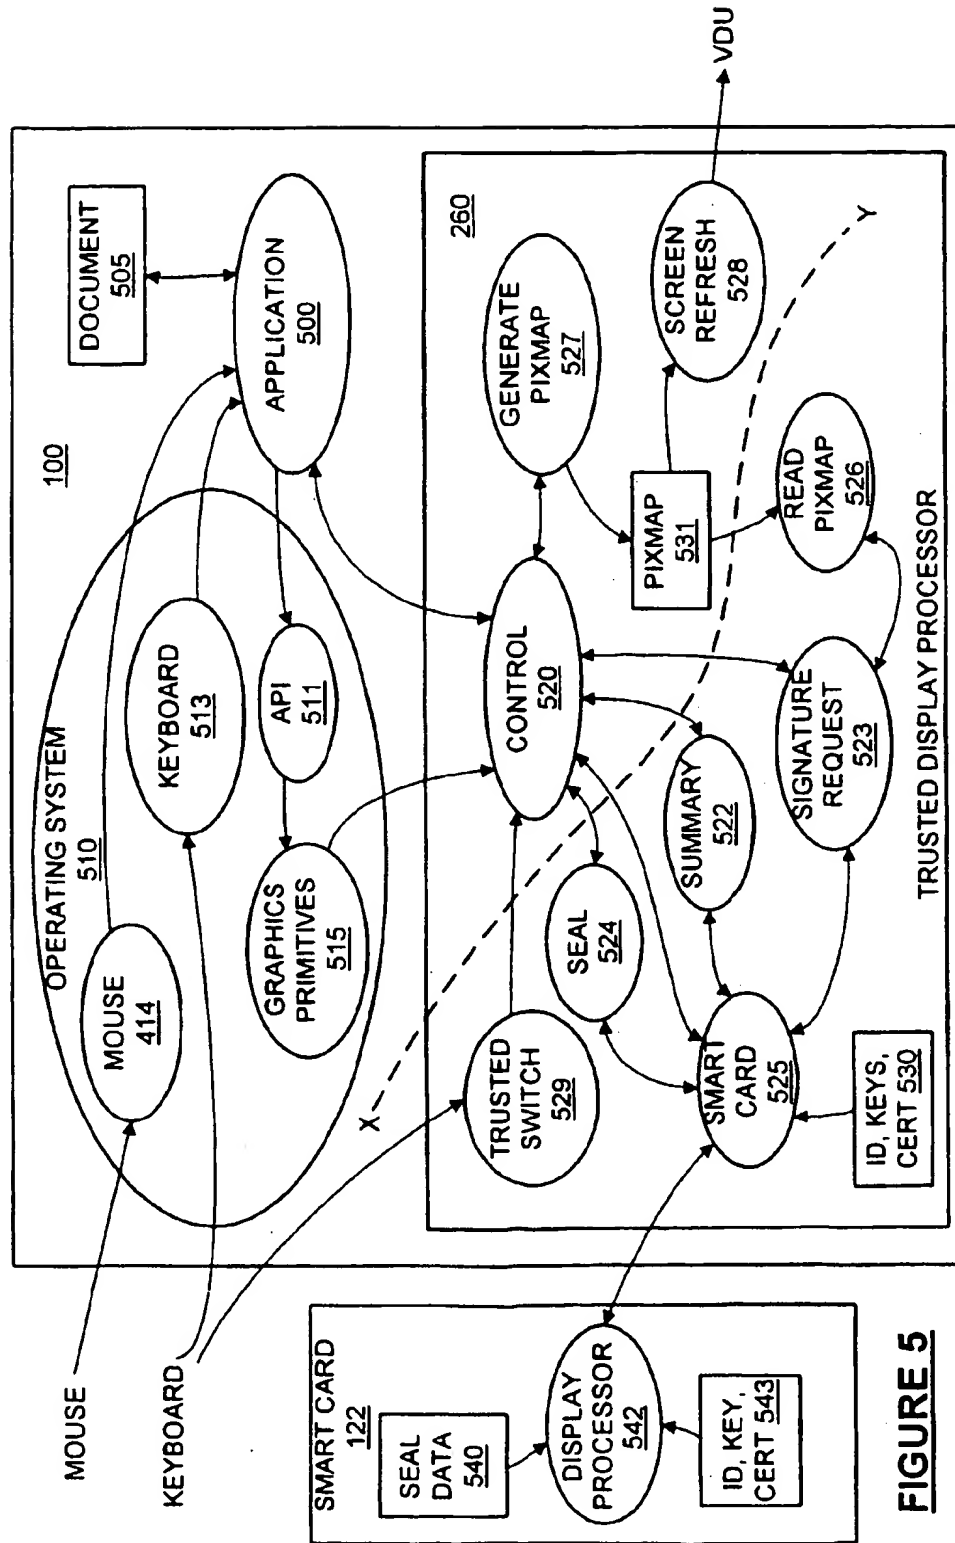 MOUSE
KEYBOARD
100
OPERATING SYSTEM
510
MOUSE
414
KEYBOARD
513
GRAPHICS
PRIMITIVES
515
API
511
APPLICATION
500
DOCUMENT
505
X
260
TRUSTED
SWITCH
529
CONTROL
520
GENERATE
PIXMAP
527
SEAL
524
PIXMAP
531
SCREEN
REFRESH
528
VDU
SMART
CARD
525
SUMMARY
522
SIGNATURE
REQUEST
523
READ
PIXMAP
526
Y
ID, KEYS,
CERT 530
TRUSTED DISPLAY PROCESSOR
SMART CARD
122
SEAL
DATA
540
DISPLAY
PROCESSOR
542
ID, KEY,
CERT 543
FIGURE 5